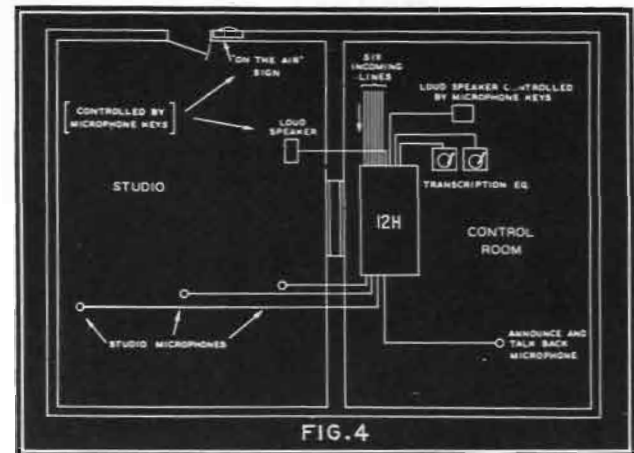 "ON THE AIR"
SIGN
[CONTROLLED BY
MICROPHONE KEYS]
LOUD
SPEAKER
STUDIO
STUDIO MICROPHONES
SIX
INCOMING
LINES
LOUD SPEAKER CONTROLLED
BY MICROPHONE KEYS
TRANSCRIPTION EQ.
12H
CONTROL
ROOM
ANNOUNCE AND
TALK BACK
MICROPHONE
FIG. 4